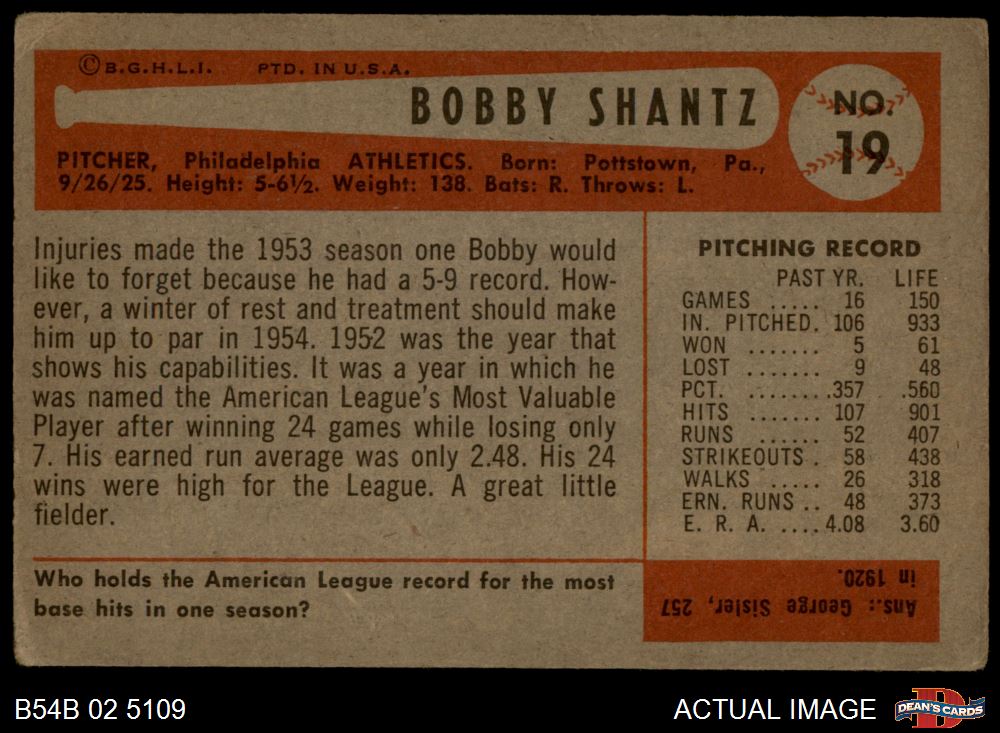 ©B.G.H.L.I. PTD. IN U.S.A.
BOBBY SHANTZ
NO.
19
PITCHER, Philadelphia ATHLETICS. Born: Pottstown, Pa.,
9/26/25. Height: 5-6½. Weight: 138. Bats: R. Throws: L.
Injuries made the 1953 season one Bobby would
like to forget because he had a 5-9 record. How-
ever, a winter of rest and treatment should make
him up to par in 1954. 1952 was the year that
shows his capabilities. It was a year in which he
was named the American League's Most Valuable
Player after winning 24 games while losing only
7. His earned run average was only 2.48. His 24
wins were high for the League. A great little
fielder.
PITCHING RECORD
PAST YR. LIFE
GAMES ..... 16 150
IN. PITCHED. 106 933
WON ....... 5 61
LOST ....... 9 48
PCT. ........357 .560
HITS ....... 107 901
RUNS ...... 52 407
STRIKEOUTS . 58 438
WALKS ..... 26 318
ERN. RUNS .. 48 373
E. R. A. ....4.08 3.60
Who holds the American League record for the most
base hits in one season?
Ans.: George Sisler, 257
in 1920.
B54B 02 5109
ACTUAL IMAGE
D
DEAN'S CARDS